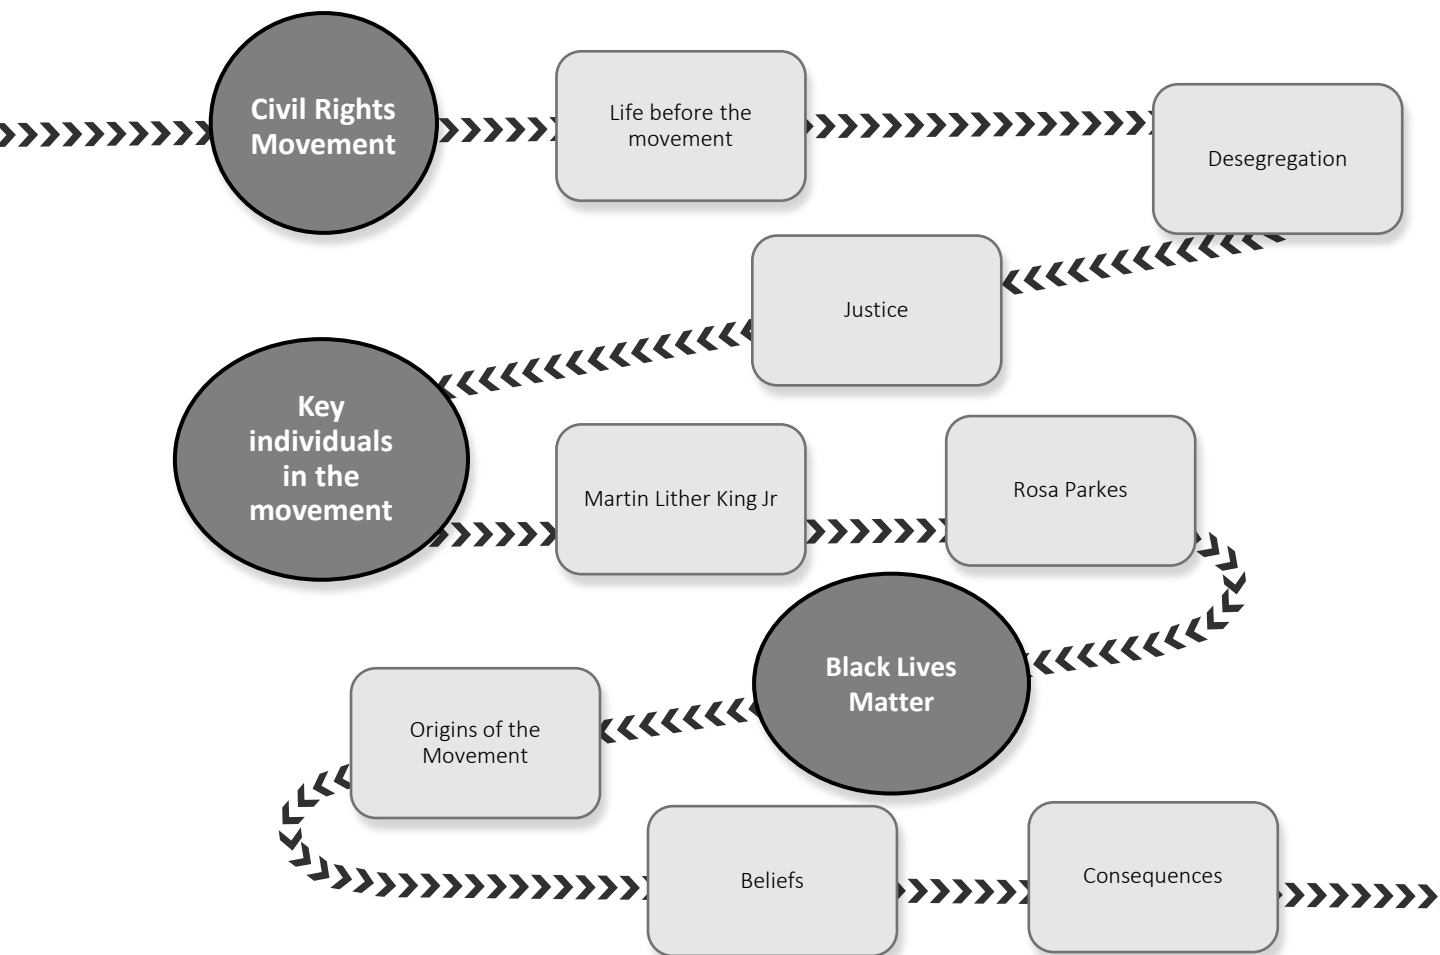 Civil Rights
Movement
Life before the
movement
Desegregation
Justice
Key
individuals
in the
movement
Martin Lither King Jr
Rosa Parkes
Black Lives
Matter
Origins of the
Movement
Beliefs
Consequences